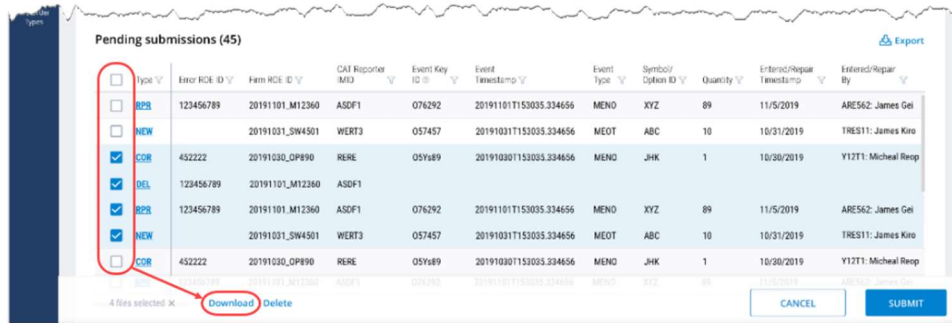 Types
Pending submissions (45)
Export
Type Error ROE ID Firm ROE ID CAT Reporter IMID Event Key ID Event Timestamp Event Type Symbol/ Option ID Quantity Entered/Repair Timestamp Entered/Repair By
RPR 123456789 20191101_M12360 ASDF1 076292 20191101T153035.334656 MENO XYZ 89 11/5/2019 ARE562: James Gei
NEW 20191031_SW4501 WERT3 057457 20191031T153035.334656 MEOT ABC 10 10/31/2019 TRES11: James Kiro
COR 452222 20191030_OP890 RERE 05Ys89 20191030T153035.334656 MENO JHK 1 10/30/2019 Y12T1: Micheal Reop
DEL 123456789 20191101_M12360 ASDF1
RPR 123456789 20191101_M12360 ASDF1 076292 20191101T153035.334656 MENO XYZ 89 11/5/2019 ARE562: James Gei
NEW 20191031_SW4501 WERT3 057457 20191031T153035.334656 MEOT ABC 10 10/31/2019 TRES11: James Kiro
COR 452222 20191030_OP890 RERE 05Ys89 20191030T153035.334656 MENO JHK 1 10/30/2019 Y12T1: Micheal Reop
4 files selected × Download Delete CANCEL SUBMIT